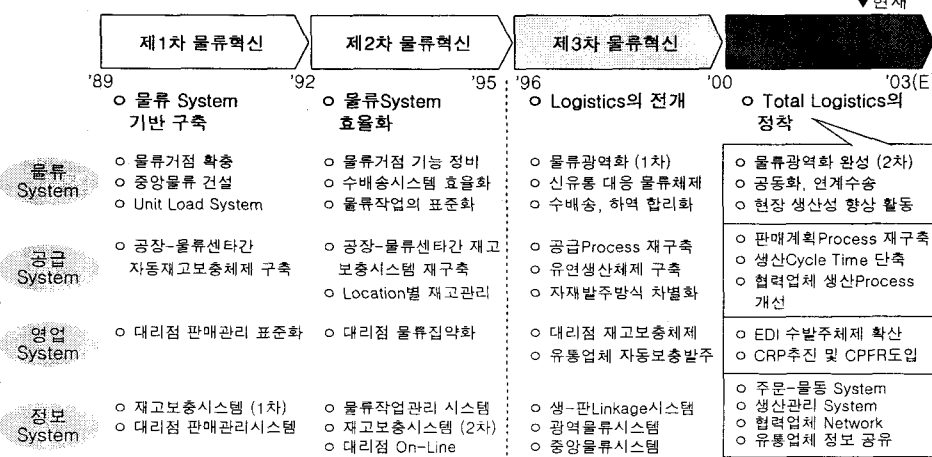 ▼현재
제1차 물류혁신
제2차 물류혁신
제3차 물류혁신
'89
'92
'95
'96
'00
'03(E
o 물류 System
기반 구축
o 물류System
효율화
o Logistics의 전개
o Total Logistics의
정착
물류
System
o 물류거점 확충
o 중앙물류 건설
o Unit Load System
o 물류거점 기능 정비
o 수배송시스템 효율화
o 물류작업의 표준화
o 물류광역화 (1차)
o 신유통 대응 물류체제
o 수배송, 하역 합리화
o 물류광역화 완성 (2차)
o 공동화, 연계수송
o 현장 생산성 향상 활동
공급
System
o 공장-물류센타간
자동재고보충체제 구축
o 공장-물류센타간 재고
보충시스템 재구축
o Location별 재고관리
o 공급Process 재구축
o 유연생산체제 구축
o 자재발주방식 차별화
o 판매계획Process 재구축
o 생산Cycle Time 단축
o 협력업체 생산Process
개선
영업
System
o 대리점 판매관리 표준화
o 대리점 물류집약화
o 대리점 재고보충체제
o 유통업체 자동보충발주
o EDI 수발주체제 확산
o CRP추진 및 CPFR도입
정보
System
o 재고보충시스템 (1차)
o 대리점 판매관리시스템
o 물류작업관리 시스템
o 재고보충시스템 (2차)
o 대리점 On-Line
o 생-판Linkage시스템
o 광역물류시스템
o 중앙물류시스템
o 주문-물동 System
o 생산관리 System
o 협력업체 Network
o 유통업체 정보 공유